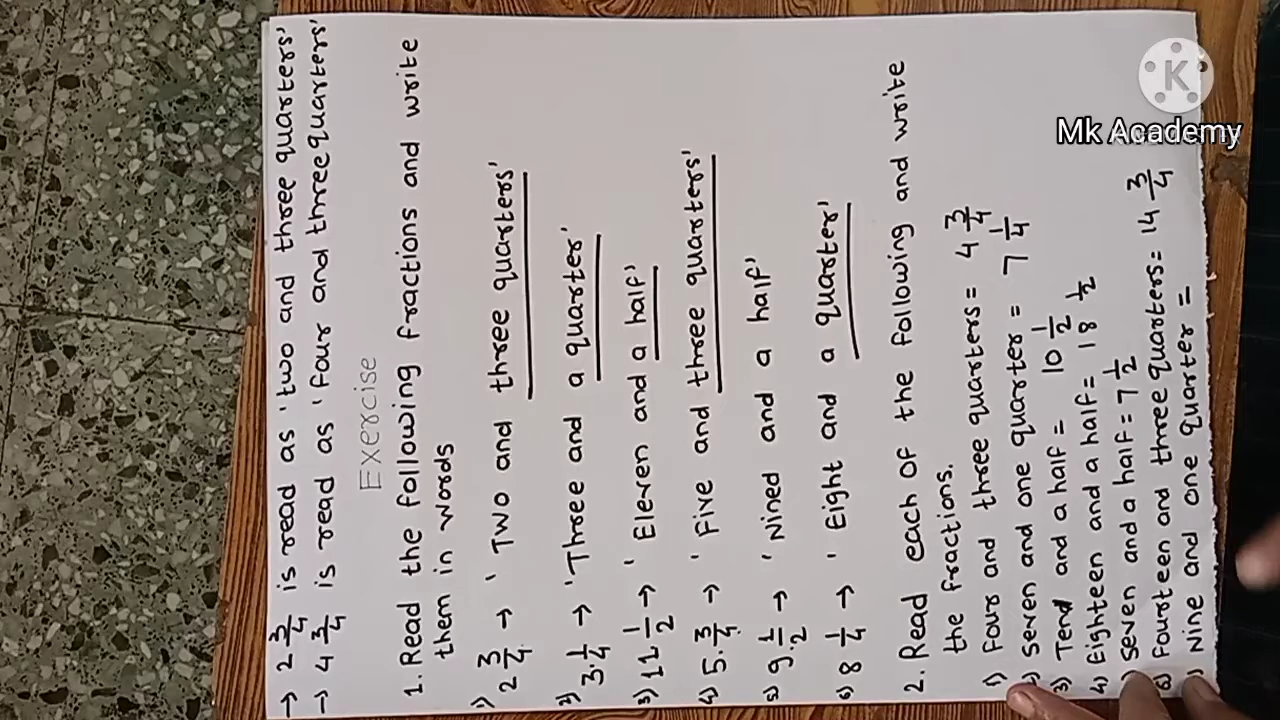 → 2 3/4 is read as 'two and three quarters'
→ 4 3/4 is read as 'four and three quarters'
Exercise
1. Read the following fractions and write
them in words
1) 2 3/4 → 'Two and three quarters'
2) 3 1/4 → 'Three and a quarter'
3) 11 1/2 → 'Eleven and a half'
4) 5 3/4 → 'Five and three quarters'
5) 9 1/2 → 'Nined and a half'
6) 8 1/4 → 'Eight and a quarter'
2. Read each of the following and write
the fractions.
1) Four and three quarters = 4 3/4
2) Seven and one quarter = 7 1/4
3) Ten and a half = 10 1/2
4) Eighteen and a half = 18 1/2
Seven and a half = 7 1/2
6) Fourteen and three quarters = 14 3/4
Nine and one quarter =
K
Mk Academy